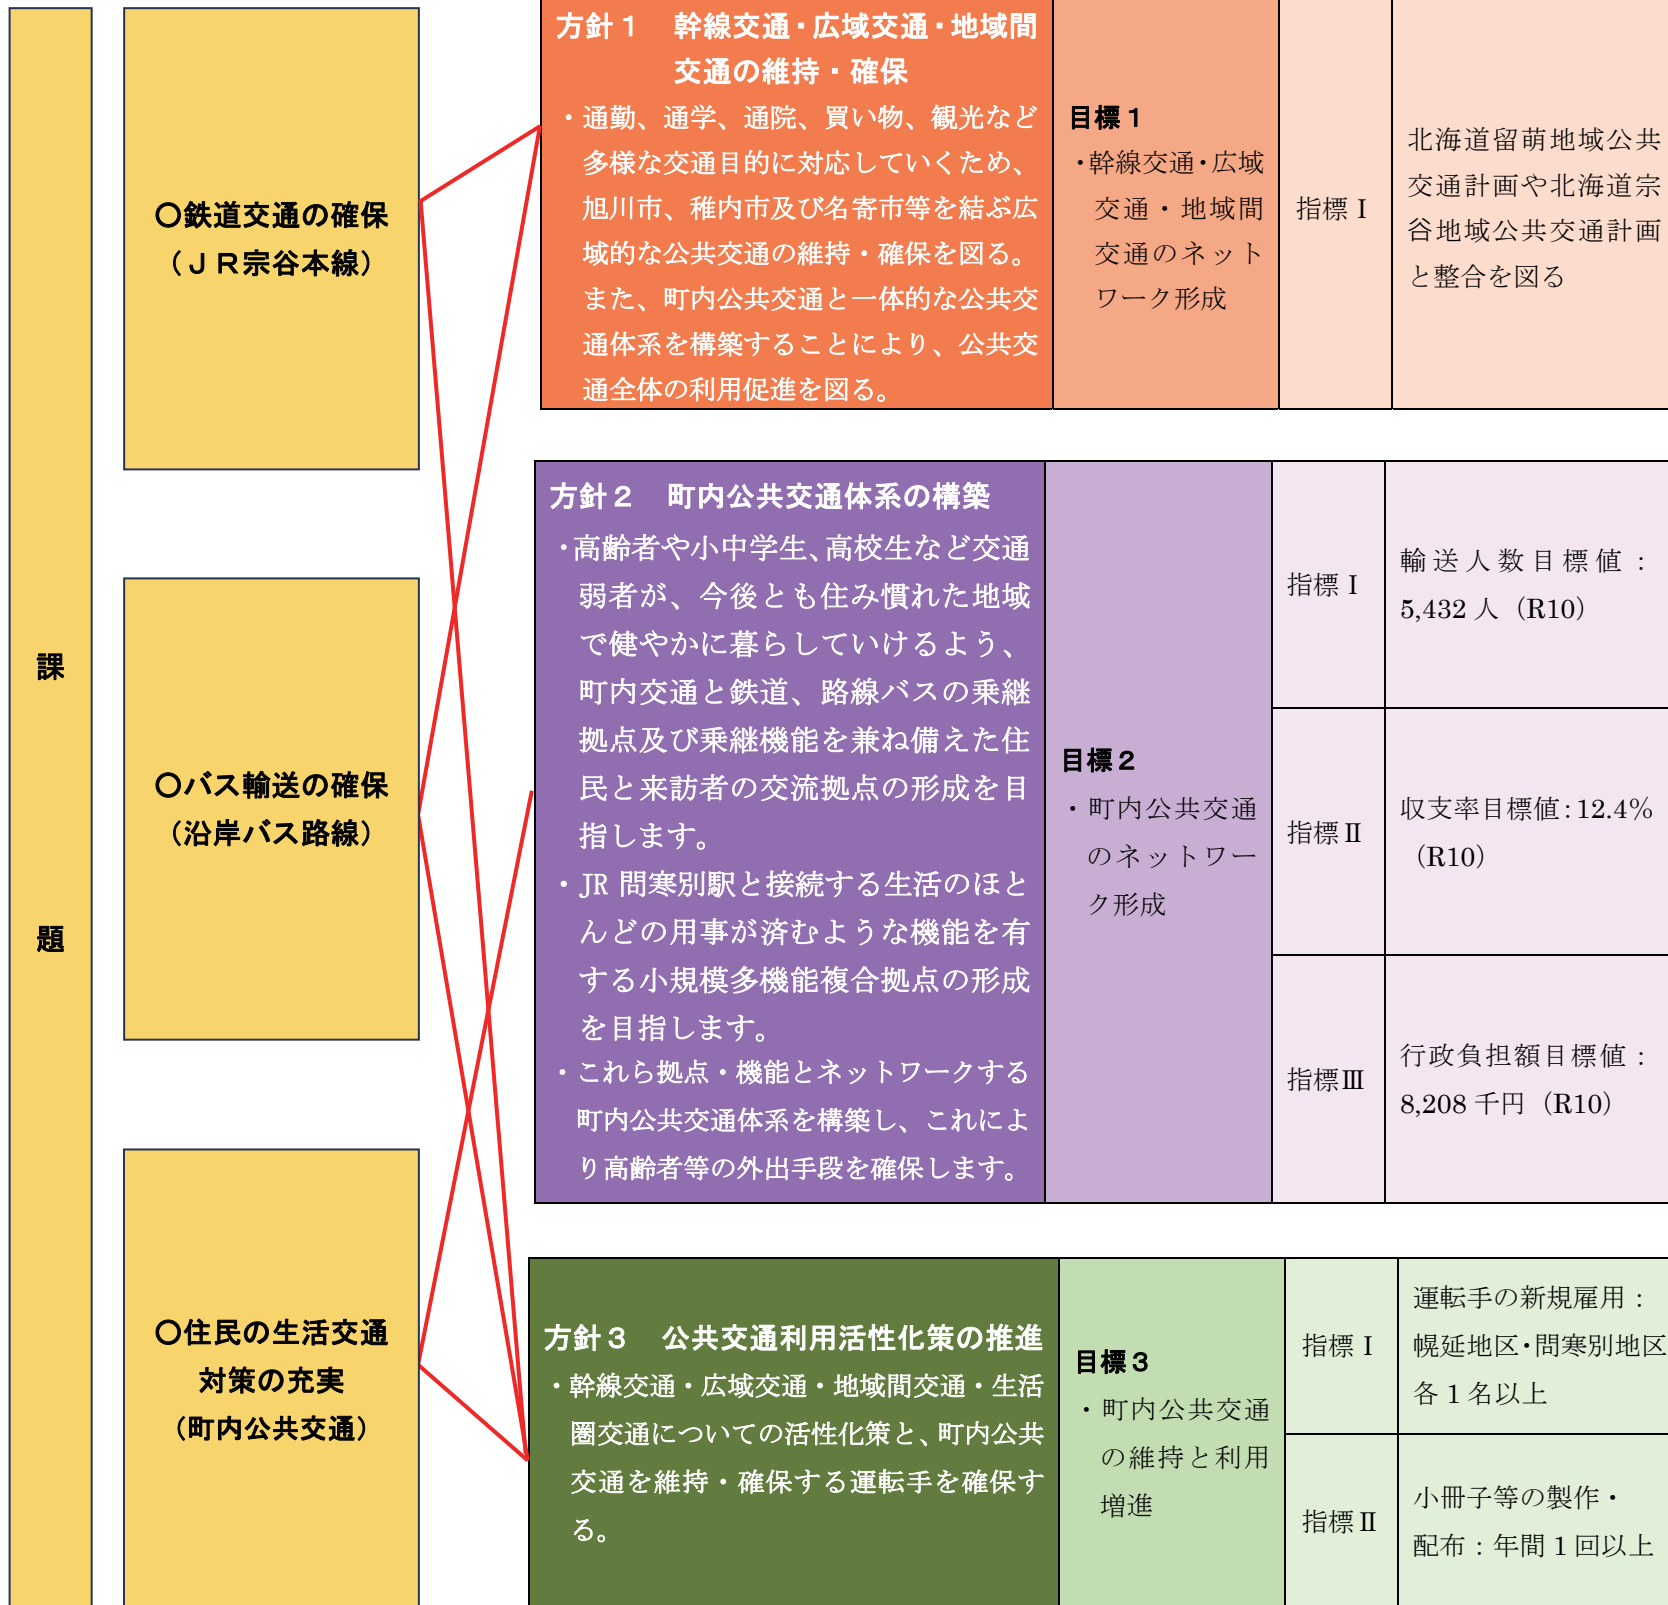 課
題
〇鉄道交通の確保
(ＪＲ宗谷本線)
〇バス輸送の確保
(沿岸バス路線)
〇住民の生活交通
対策の充実
(町内公共交通)
方針１　幹線交通・広域交通・地域間
交通の維持・確保
・通勤、通学、通院、買い物、観光など
多様な交通目的に対応していくため、
旭川市、稚内市及び名寄市等を結ぶ広
域的な公共交通の維持・確保を図る。
また、町内公共交通と一体的な公共交
通体系を構築することにより、公共交
通全体の利用促進を図る。
目標１
・幹線交通・広域
交通・地域間
交通のネット
ワーク形成
指標Ⅰ
北海道留萌地域公共
交通計画や北海道宗
谷地域公共交通計画
と整合を図る
方針２　町内公共交通体系の構築
・高齢者や小中学生、高校生など交通
弱者が、今後とも住み慣れた地域
で健やかに暮らしていけるよう、
町内交通と鉄道、路線バスの乗継
拠点及び乗継機能を兼ね備えた住
民と来訪者の交流拠点の形成を目
指します。
・JR 問寒別駅と接続する生活のほと
んどの用事が済むような機能を有
する小規模多機能複合拠点の形成
を目指します。
・これら拠点・機能とネットワークする
町内公共交通体系を構築し、これによ
り高齢者等の外出手段を確保します。
目標２
・町内公共交通
のネットワー
ク形成
指標Ⅰ
輸送人数目標値：
5,432 人（R10）
指標Ⅱ
収支率目標値：12.4％
（R10）
指標Ⅲ
行政負担額目標値：
8,208 千円（R10）
方針３　公共交通利用活性化策の推進
・幹線交通・広域交通・地域間交通・生活
圏交通についての活性化策と、町内公共
交通を維持・確保する運転手を確保す
る。
目標３
・町内公共交通
の維持と利用
増進
指標Ⅰ
運転手の新規雇用：
幌延地区・問寒別地区
各１名以上
指標Ⅱ
小冊子等の製作・
配布：年間１回以上